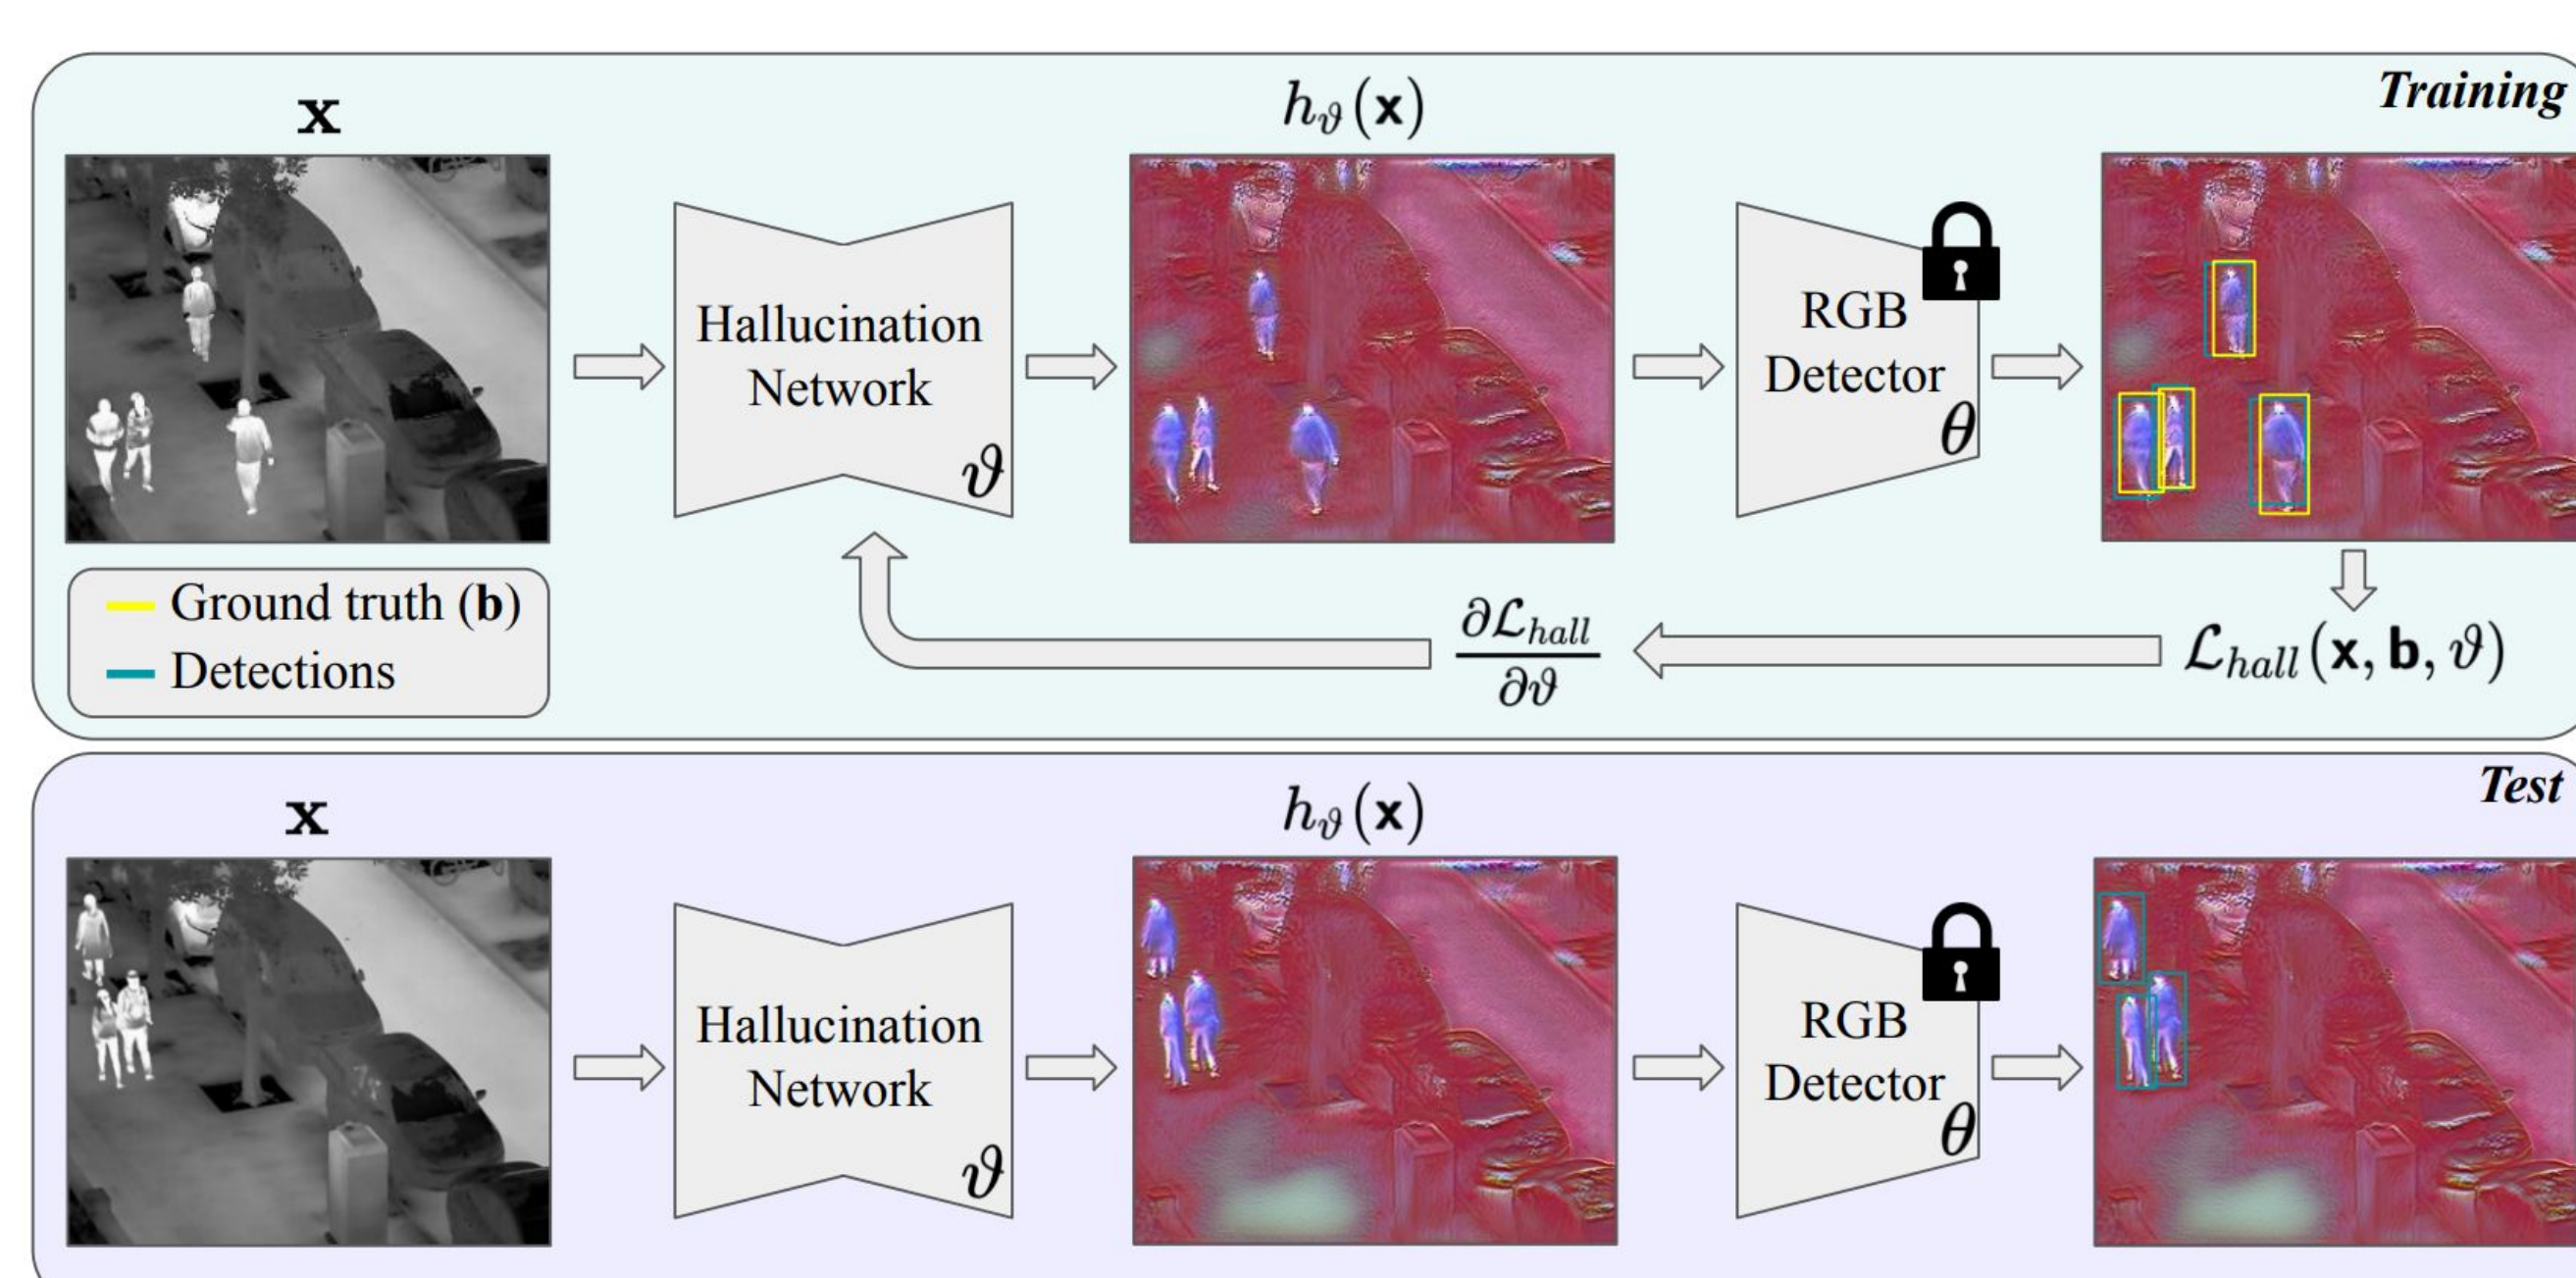 Training
x
h_ϑ(x)
Hallucination
Network
ϑ
RGB
Detector
θ
Ground truth (b)
Detections
∂ℒ_hall
∂ϑ
ℒ_hall(x, b, ϑ)
Test
x
h_ϑ(x)
Hallucination
Network
ϑ
RGB
Detector
θ